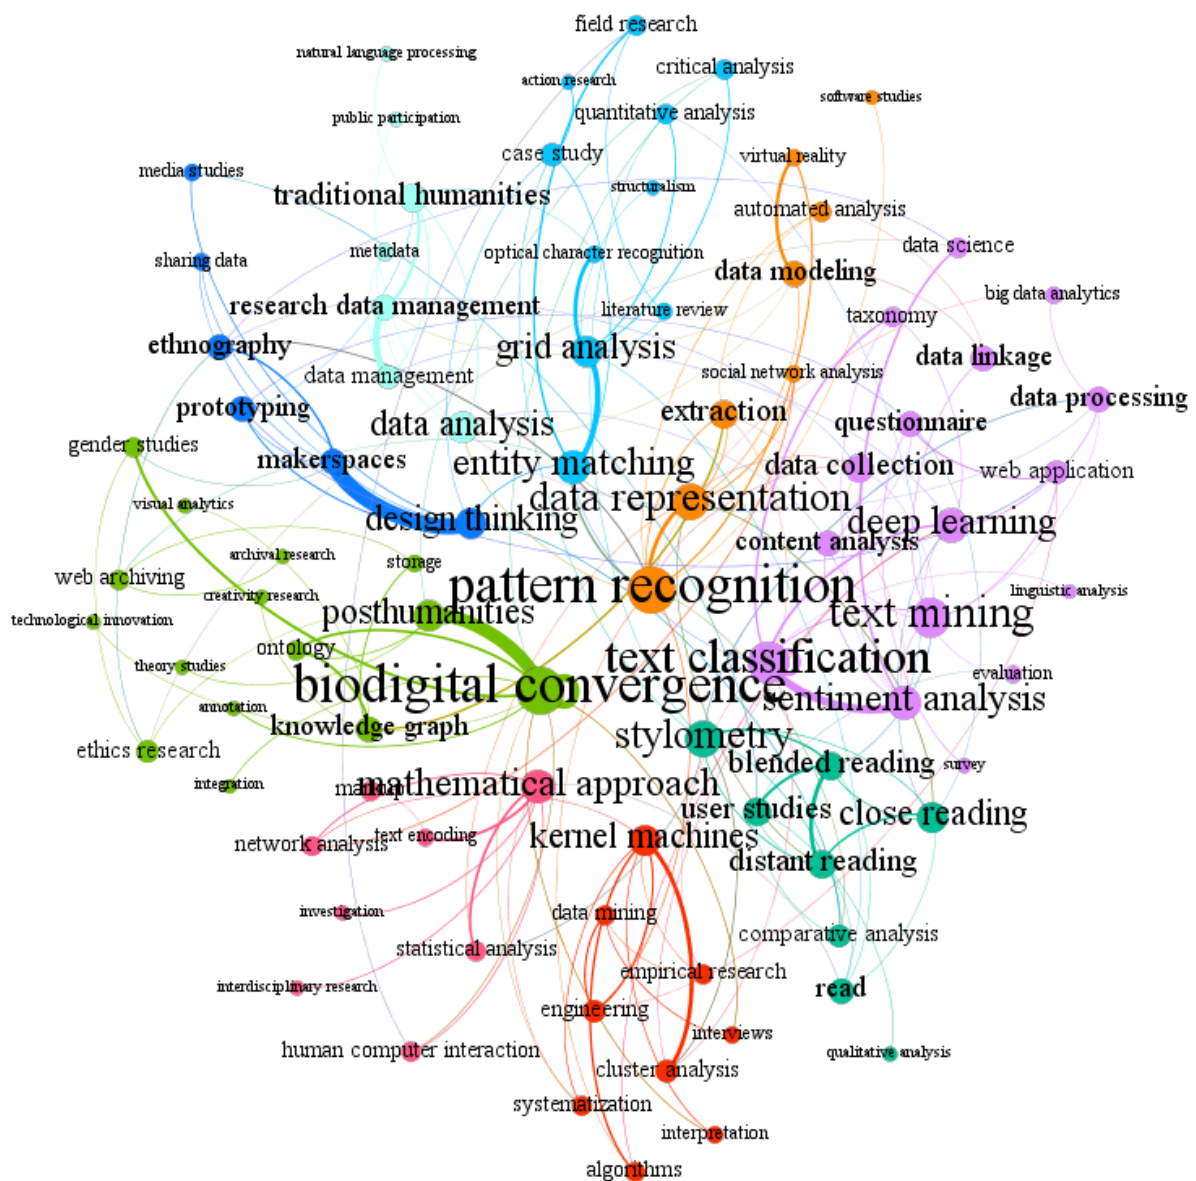 field research
natural language processing
critical analysis
action research
software studies
quantitative analysis
public participation
case study
virtual reality
media studies
structuralism
traditional humanities
automated analysis
data science
metadata
optical character recognition
sharing data
data modeling
big data analytics
research data management
literature review
taxonomy
ethnography
grid analysis
data linkage
data management
social network analysis
data processing
prototyping
extraction
questionnaire
data analysis
gender studies
makerspaces
entity matching
data collection
web application
data representation
visual analytics
design thinking
deep learning
content analysis
archival research
storage
web archiving
pattern recognition
linguistic analysis
creativity research
posthumanities
text mining
technological innovation
ontology
theory studies
text classification
evaluation
biodigital convergence
sentiment analysis
annotation
knowledge graph
stylometry
ethics research
blended reading
survey
integration
markup
mathematical approach
user studies
close reading
kernel machines
text encoding
network analysis
distant reading
investigation
data mining
comparative analysis
statistical analysis
empirical research
interdisciplinary research
read
engineering
interviews
human computer interaction
qualitative analysis
cluster analysis
systematization
interpretation
algorithms